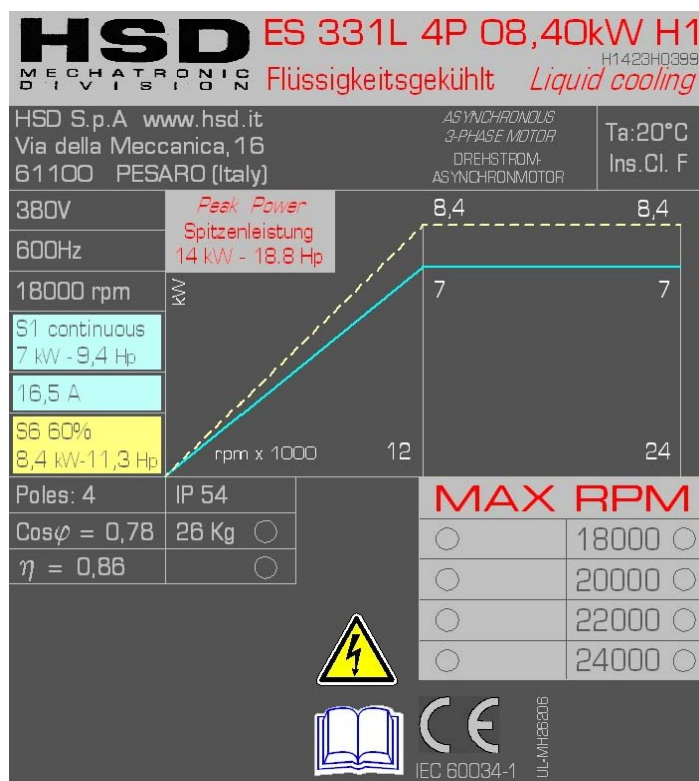 HSD
MECHATRONIC
DIVISION
ES 331L 4P 08,40kW H1
H1423H0399
Flüssigkeitsgekühlt Liquid cooling
HSD S.p.A www.hsd.it
Via della Meccanica,16
61100 PESARO (Italy)
ASYNCHRONOUS
3-PHASE MOTOR
DREHSTROM-
ASYNCHRONMOTOR
Ta:20°C
Ins.Cl. F
380V
600Hz
18000 rpm
S1 continuous
7 kW - 9,4 Hp
16,5 A
S6 60%
8,4 kW-11,3 Hp
Peak Power
Spitzenleistung
14 kW - 18.8 Hp
kW
8,4 8,4
7 7
rpm x 1000 12 24
Poles: 4 IP 54
Cosφ = 0,78 26 Kg
η = 0,86
MAX RPM
18000
20000
22000
24000
CE
IEC 60034-1
UL-MH26206